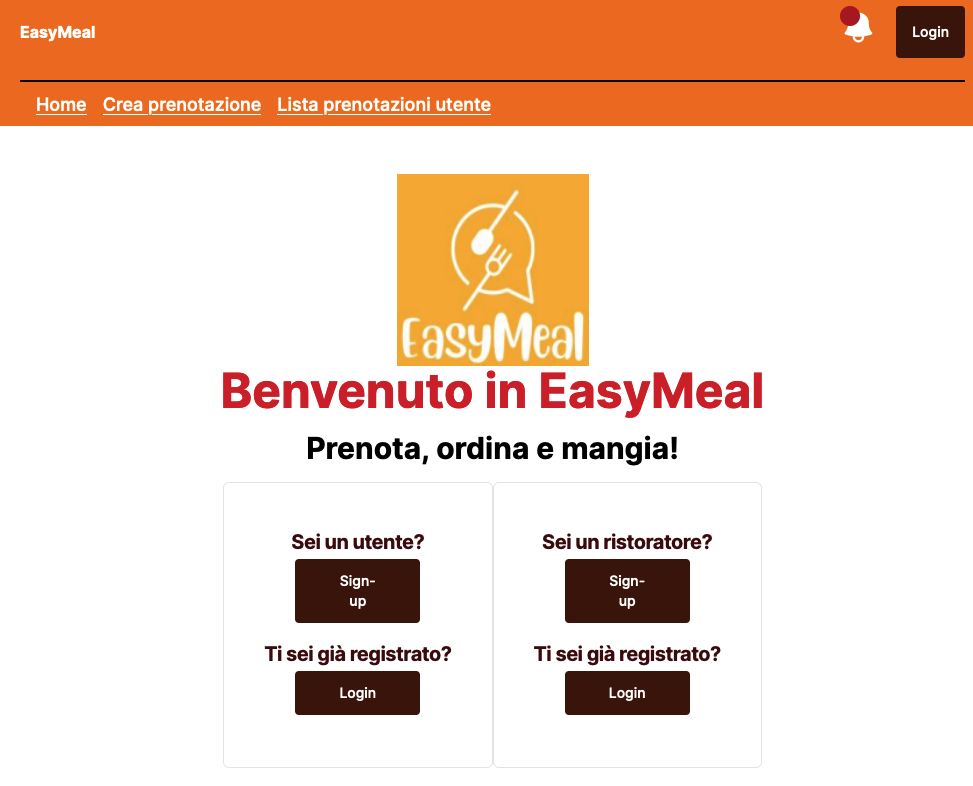 EasyMeal
Login
Home Crea prenotazione Lista prenotazioni utente
EasyMeal
Benvenuto in EasyMeal
Prenota, ordina e mangia!
Sei un utente?
Sign-
up
Ti sei già registrato?
Login
Sei un ristoratore?
Sign-
up
Ti sei già registrato?
Login